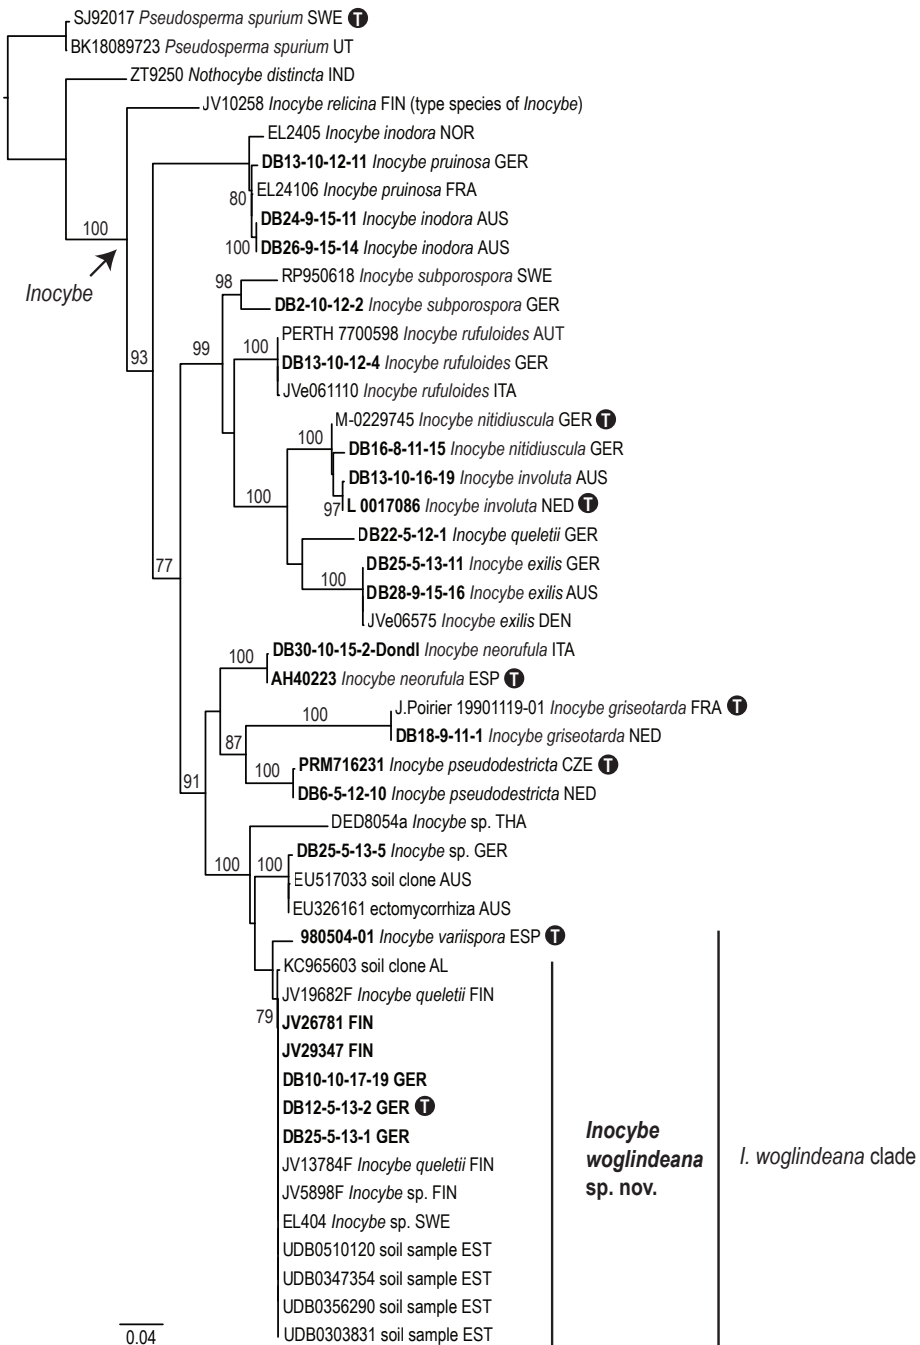 SJ92017 Pseudosperma spurium SWE T
BK18089723 Pseudosperma spurium UT
ZT9250 Nothocybe distincta IND
JV10258 Inocybe relicina FIN (type species of Inocybe)
EL2405 Inocybe inodora NOR
DB13-10-12-11 Inocybe pruinosa GER
EL24106 Inocybe pruinosa FRA
80
DB24-9-15-11 Inocybe inodora AUS
100
100 DB26-9-15-14 Inocybe inodora AUS
Inocybe
98
RP950618 Inocybe subporospora SWE
DB2-10-12-2 Inocybe subporospora GER
PERTH 7700598 Inocybe rufuloides AUT
93
99
100
DB13-10-12-4 Inocybe rufuloides GER
JVe061110 Inocybe rufuloides ITA
M-0229745 Inocybe nitidiuscula GER T
100
DB16-8-11-15 Inocybe nitidiuscula GER
DB13-10-16-19 Inocybe involuta AUS
100
97 L 0017086 Inocybe involuta NED T
DB22-5-12-1 Inocybe queletii GER
77
DB25-5-13-11 Inocybe exilis GER
100
DB28-9-15-16 Inocybe exilis AUS
JVe06575 Inocybe exilis DEN
100
DB30-10-15-2-Dondl Inocybe neorufula ITA
AH40223 Inocybe neorufula ESP T
100
J.Poirier 19901119-01 Inocybe griseotarda FRA T
DB18-9-11-1 Inocybe griseotarda NED
87
100
PRM716231 Inocybe pseudodestricta CZE T
91
DB6-5-12-10 Inocybe pseudodestricta NED
DED8054a Inocybe sp. THA
100
100
DB25-5-13-5 Inocybe sp. GER
EU517033 soil clone AUS
EU326161 ectomycorrhiza AUS
980504-01 Inocybe variispora ESP T
KC965603 soil clone AL
JV19682F Inocybe queletii FIN
79
JV26781 FIN
JV29347 FIN
DB10-10-17-19 GER
DB12-5-13-2 GER T
DB25-5-13-1 GER
JV13784F Inocybe queletii FIN
JV5898F Inocybe sp. FIN
EL404 Inocybe sp. SWE
UDB0510120 soil sample EST
UDB0347354 soil sample EST
UDB0356290 soil sample EST
UDB0303831 soil sample EST
Inocybe
woglindeana
sp. nov.
I. woglindeana clade
0.04